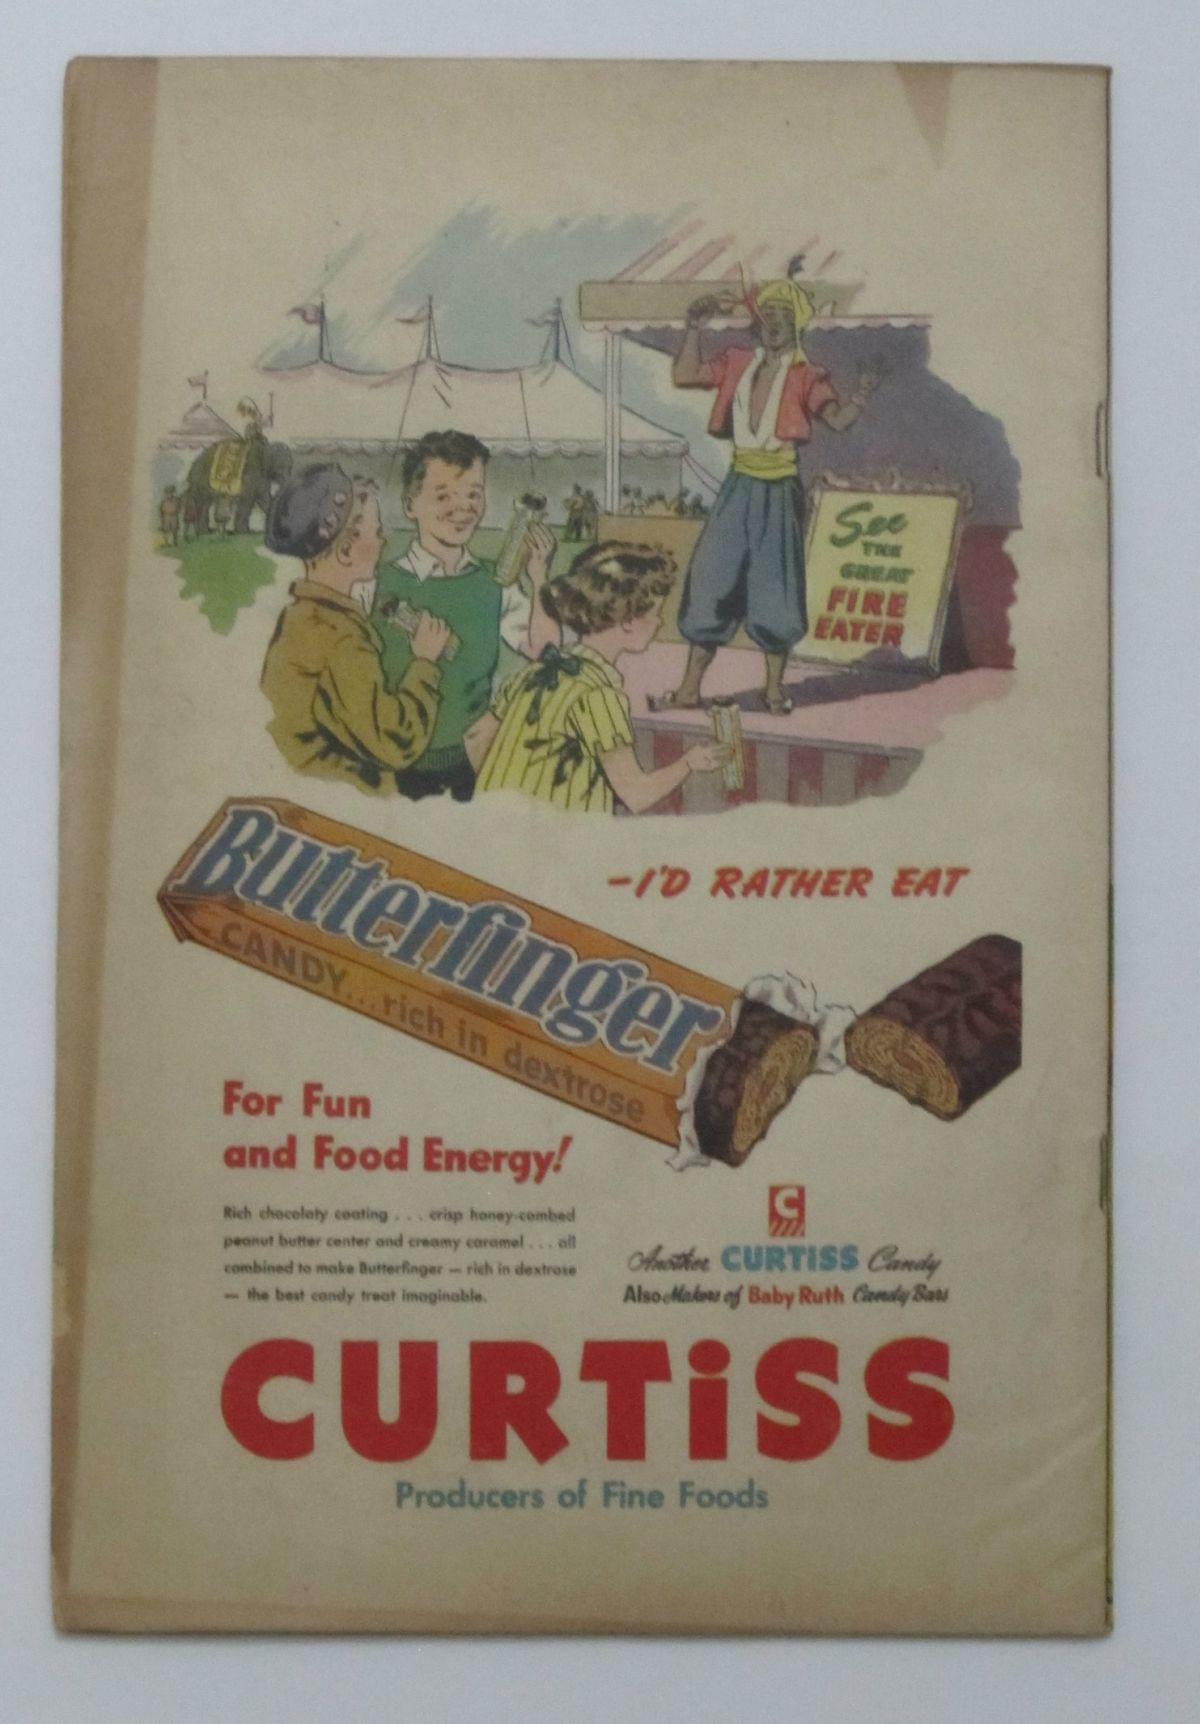 See
THE
GREAT
FIRE
EATER
Butterfinger
CANDY...rich in dextrose
–I'D RATHER EAT
For Fun
and Food Energy!
Rich chocolaty coating . . . crisp honey-combed
peanut butter center and creamy caramel . . . all
combined to make Butterfinger — rich in dextrose
— the best candy treat imaginable.
C
Another CURTiSS Candy
Also Makers of Baby Ruth Candy Bars
CURTiSS
Producers of Fine Foods